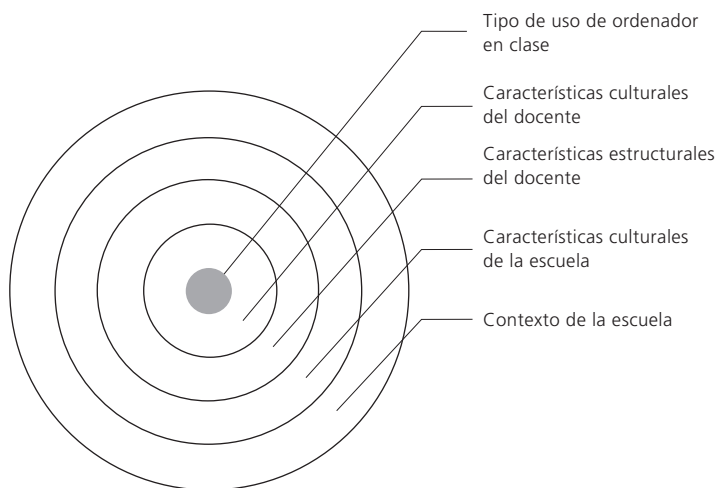 Tipo de uso de ordenador
en clase
Características culturales
del docente
Características estructurales
del docente
Características culturales
de la escuela
Contexto de la escuela